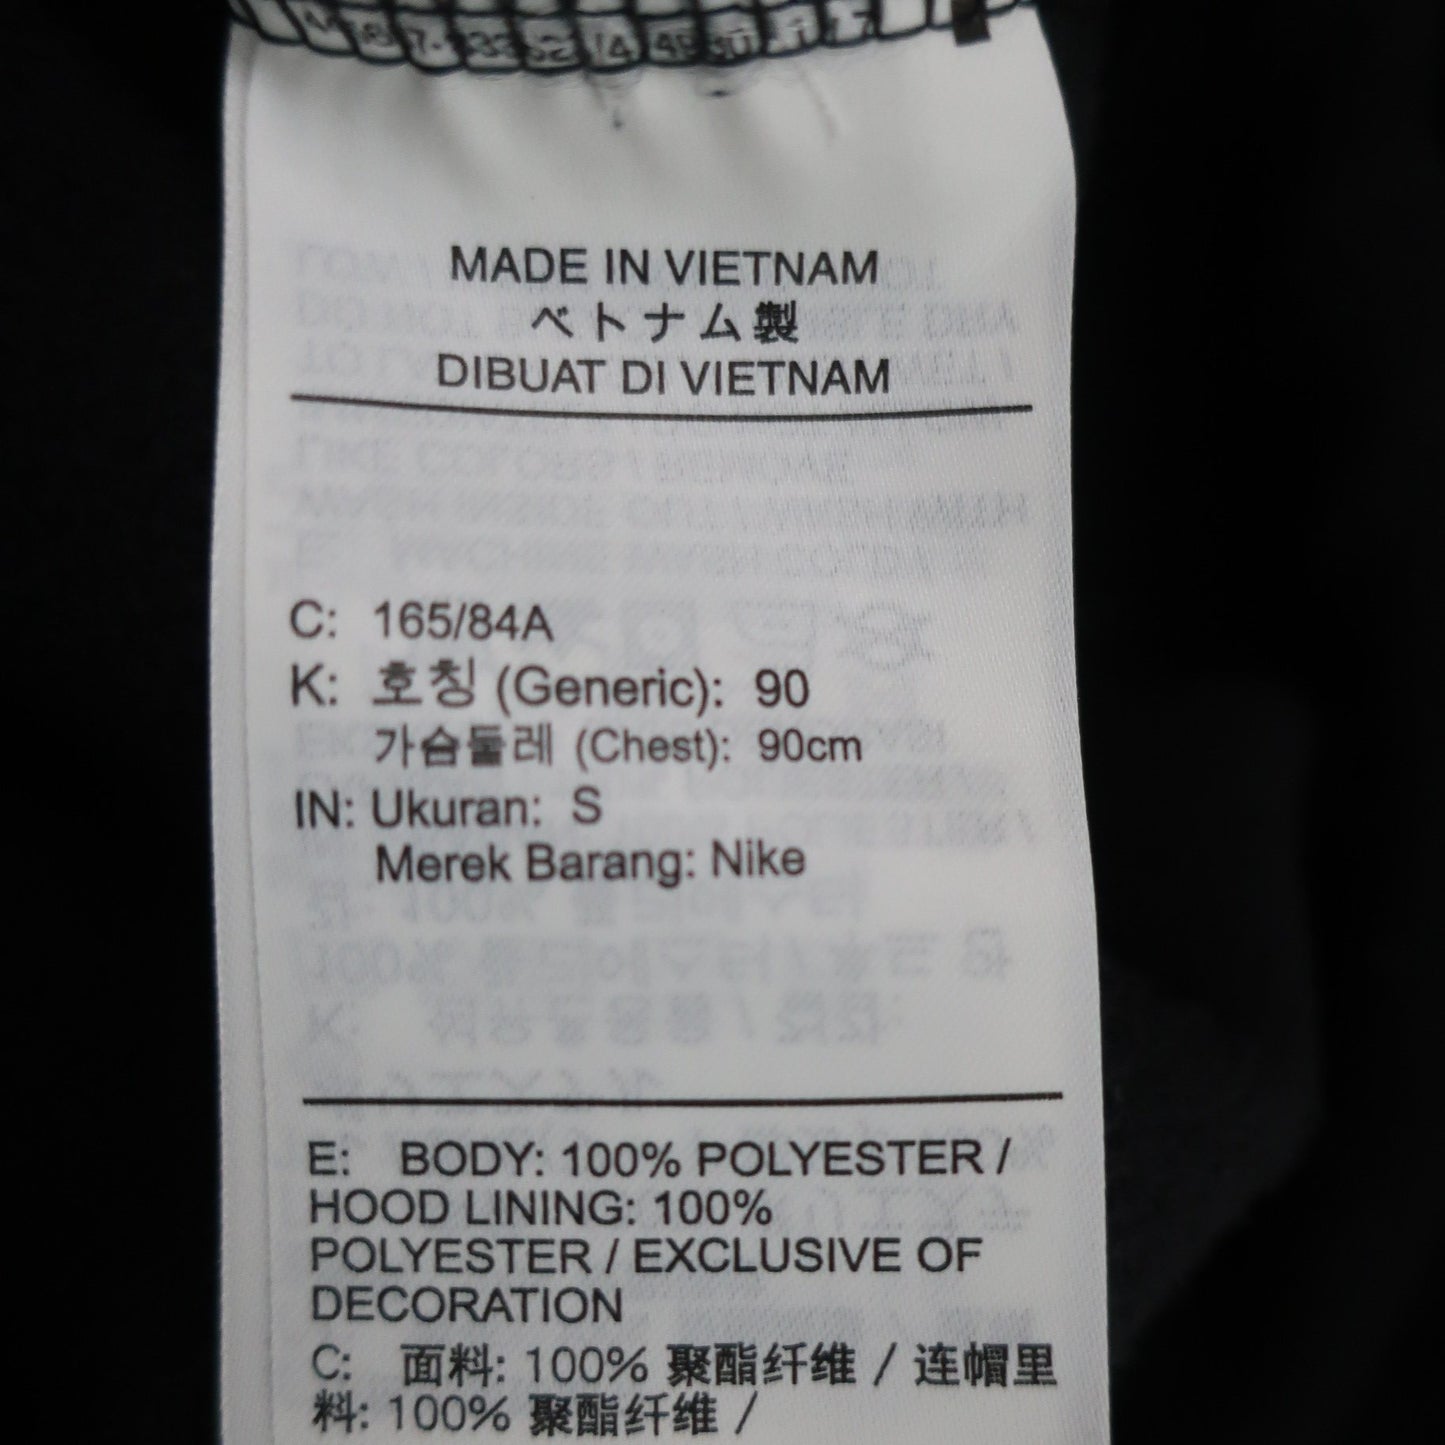 MADE IN VIETNAM
ベトナム製
DIBUAT DI VIETNAM
C: 165/84A
K: 호칭 (Generic): 90
가슴둘레 (Chest): 90cm
IN: Ukuran: S
Merek Barang: Nike
E: BODY: 100% POLYESTER /
HOOD LINING: 100%
POLYESTER / EXCLUSIVE OF
DECORATION
C: 面料: 100% 聚酯纤维 / 连帽里
料: 100% 聚酯纤维 /